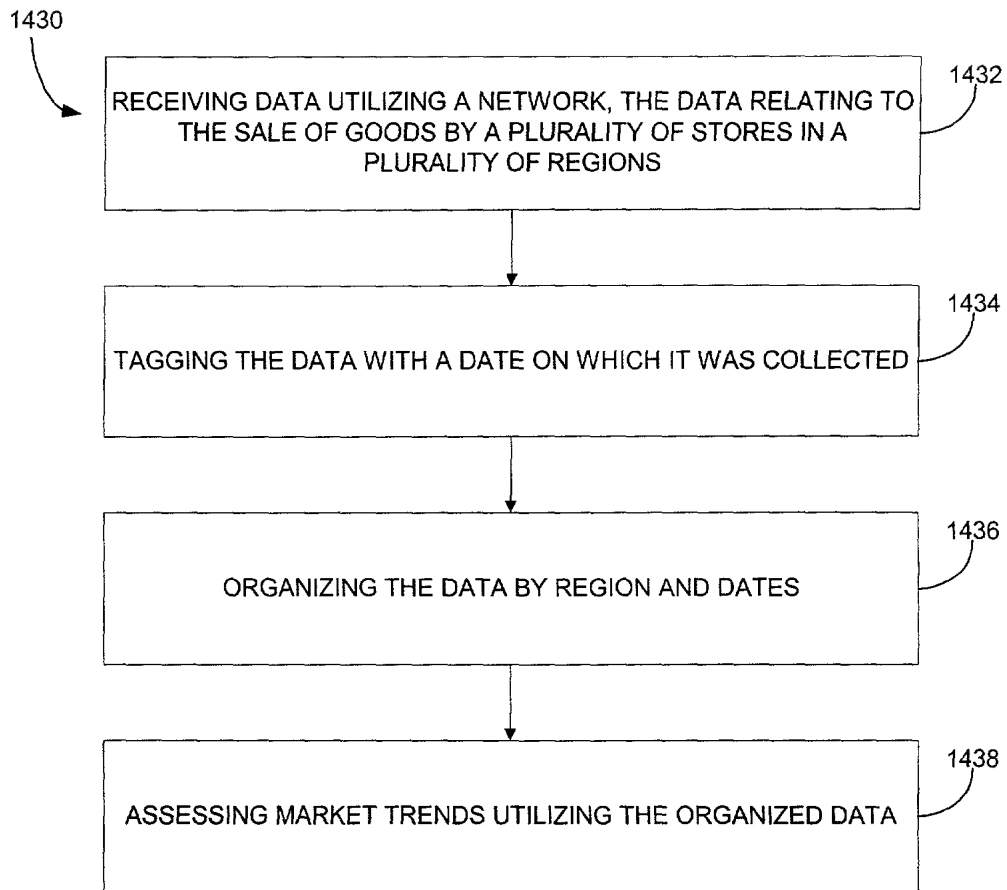 1430
1432
RECEIVING DATA UTILIZING A NETWORK, THE DATA RELATING TO
THE SALE OF GOODS BY A PLURALITY OF STORES IN A
PLURALITY OF REGIONS
1434
TAGGING THE DATA WITH A DATE ON WHICH IT WAS COLLECTED
1436
ORGANIZING THE DATA BY REGION AND DATES
1438
ASSESSING MARKET TRENDS UTILIZING THE ORGANIZED DATA